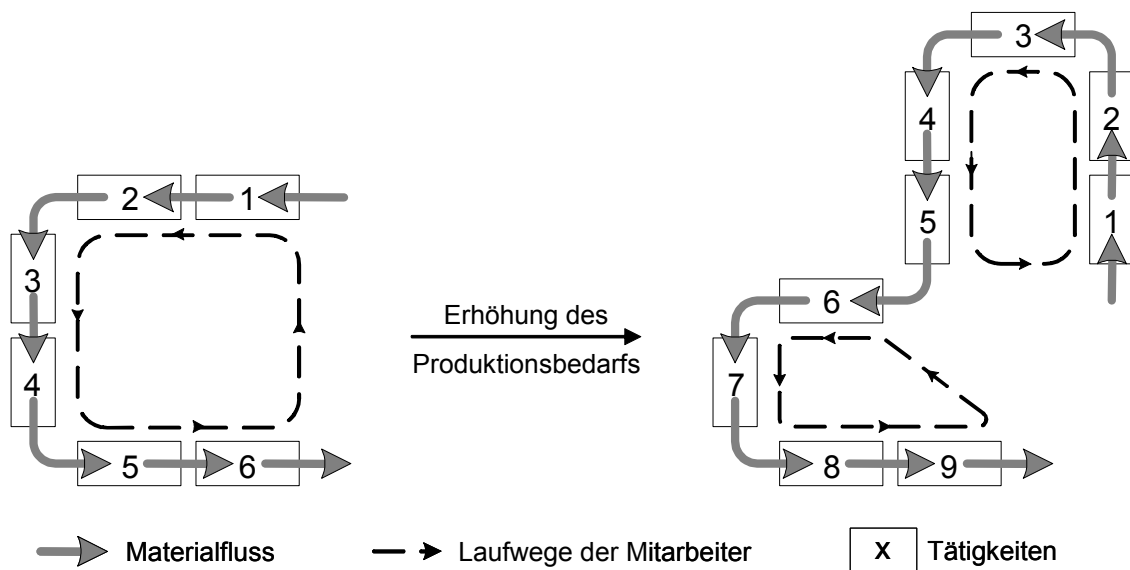 3
4
2
5
1
2
1
3
4
5
6
Erhöhung des
Produktionsbedarfs
6
7
8
9
Materialfluss
Laufwege der Mitarbeiter
X
Tätigkeiten